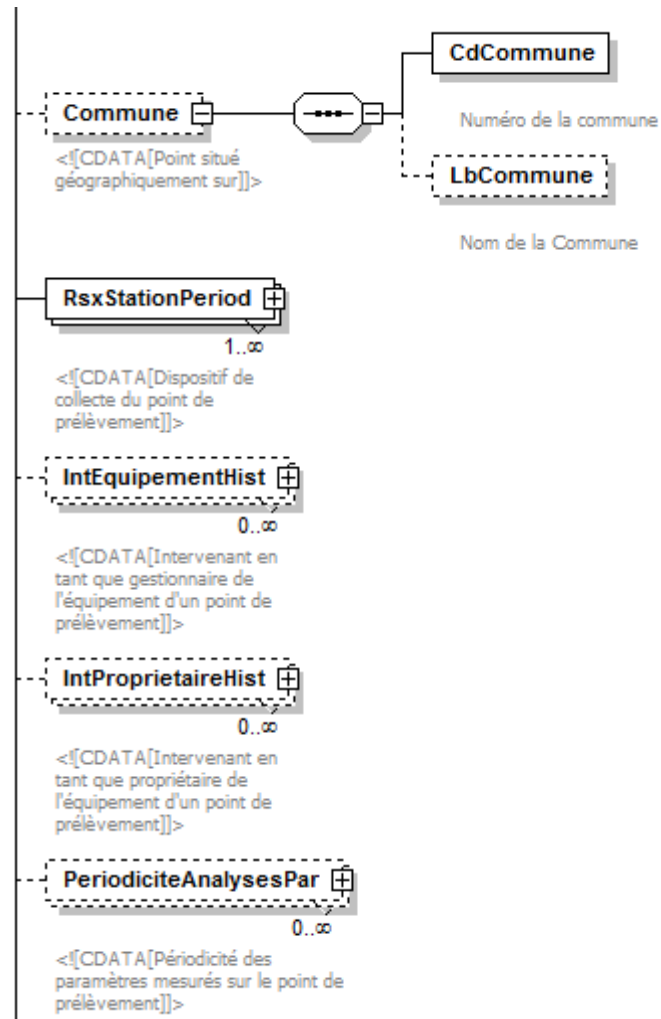 CdCommune
Commune
Numéro de la commune
<![CDATA[Point situé
géographiquement sur]]>
LbCommune
Nom de la Commune
RsxStationPeriod
1..∞
<![CDATA[Dispositif de
collecte du point de
prélèvement]]>
IntEquipementHist
0..∞
<![CDATA[Intervenant en
tant que gestionnaire de
l'équipement d'un point de
prélèvement]]>
IntProprietaireHist
0..∞
<![CDATA[Intervenant en
tant que propriétaire de
l'équipement d'un point de
prélèvement]]>
PeriodiciteAnalysesPar
0..∞
<![CDATA[Périodicité des
paramètres mesurés sur le point de
prélèvement]]>